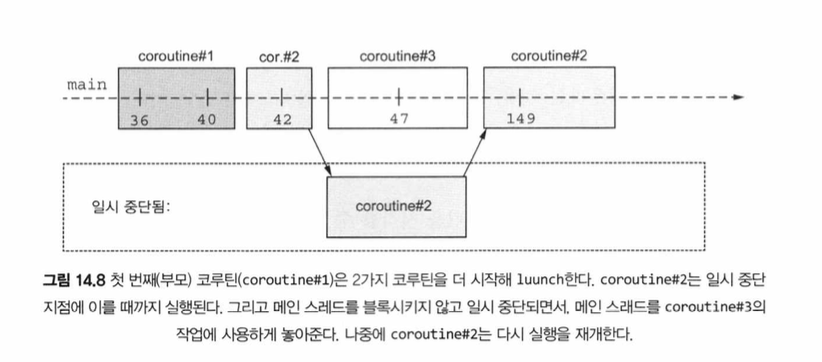 coroutine#1 cor.#2 coroutine#3 coroutine#2
main
36 40 42 47 149
일시 중단됨: coroutine#2
그림 14.8 첫 번째(부모) 코루틴(coroutine#1)은 2가지 코루틴을 더 시작해 luunch한다. coroutine#2는 일시 중단
지점에 이를 때까지 실행된다. 그리고 메인 스레드를 블록시키지 않고 일시 중단되면서, 메인 스래드를 coroutine#3의
작업에 사용하게 놓아준다. 나중에 coroutine#2는 다시 실행을 재개한다.